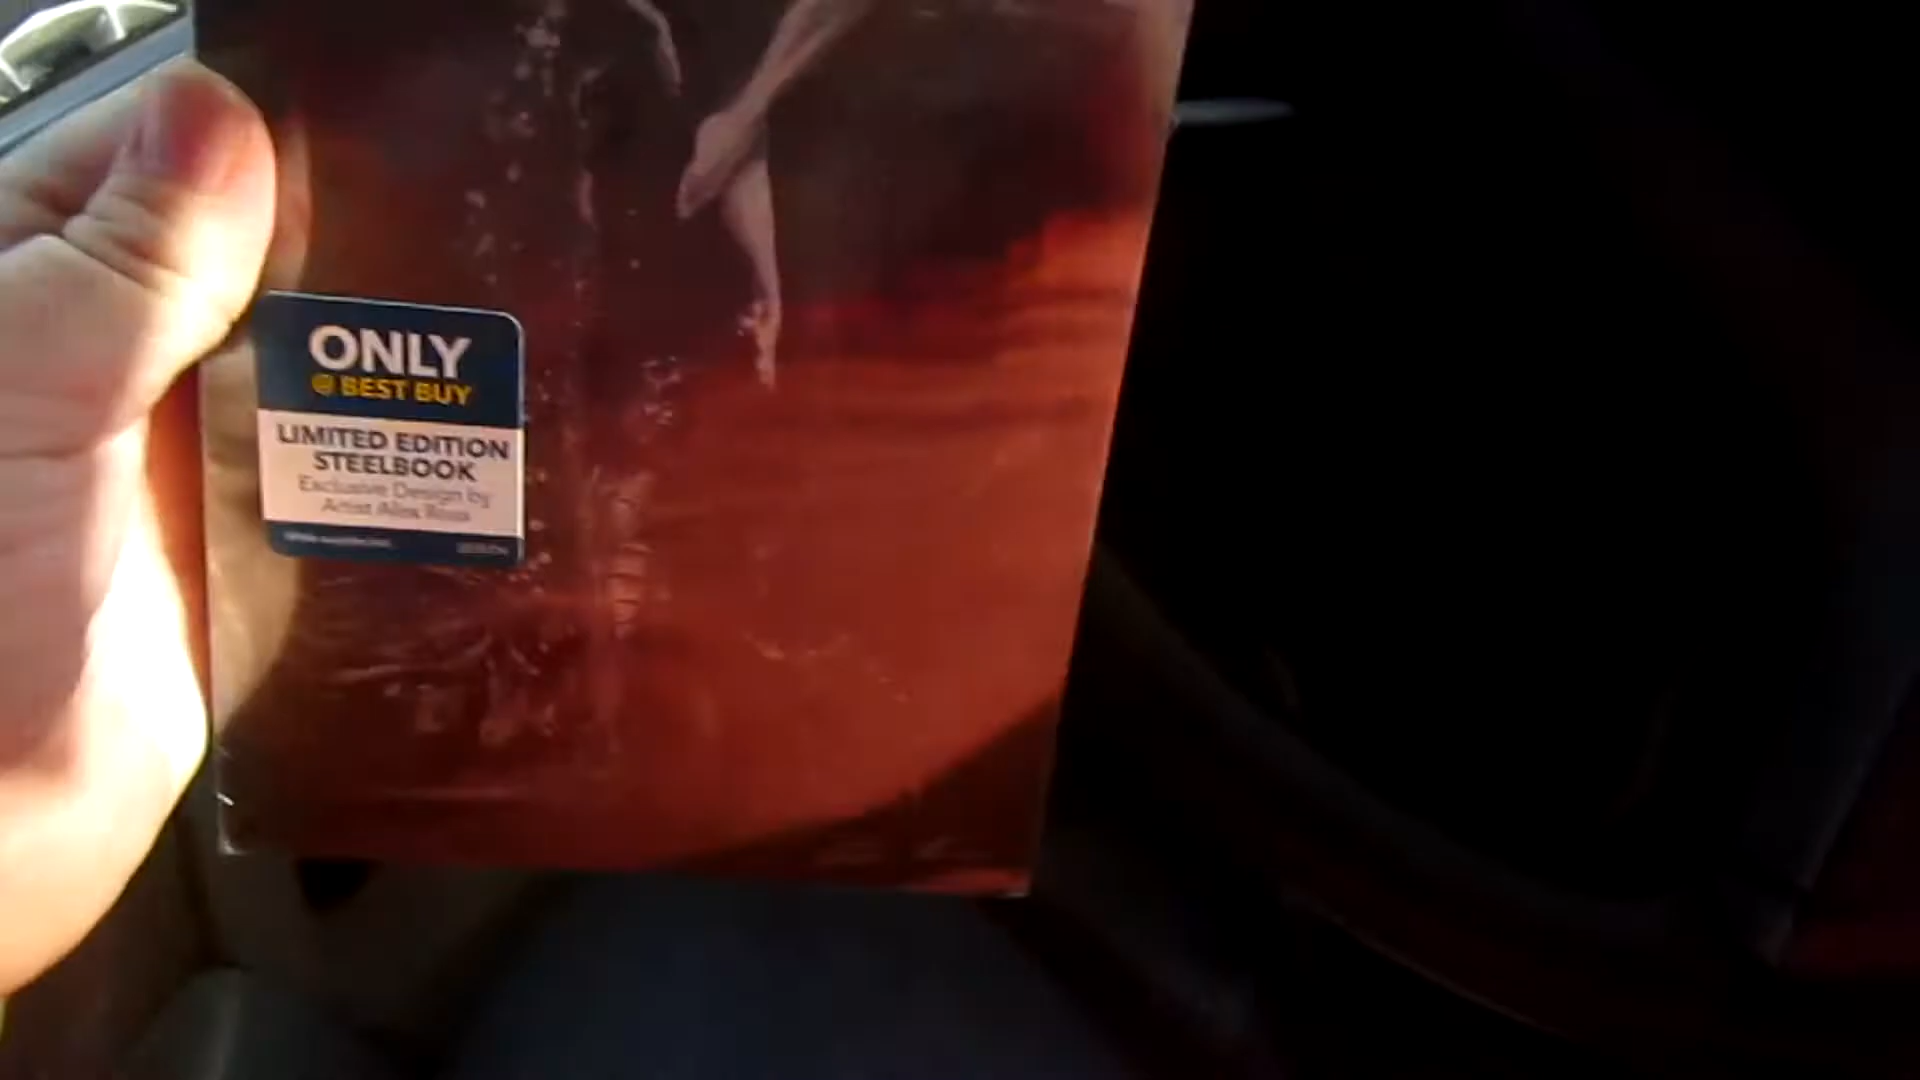 ONLY
@ BEST BUY
LIMITED EDITION
STEELBOOK
Exclusive Design by
Artist Alex Ross